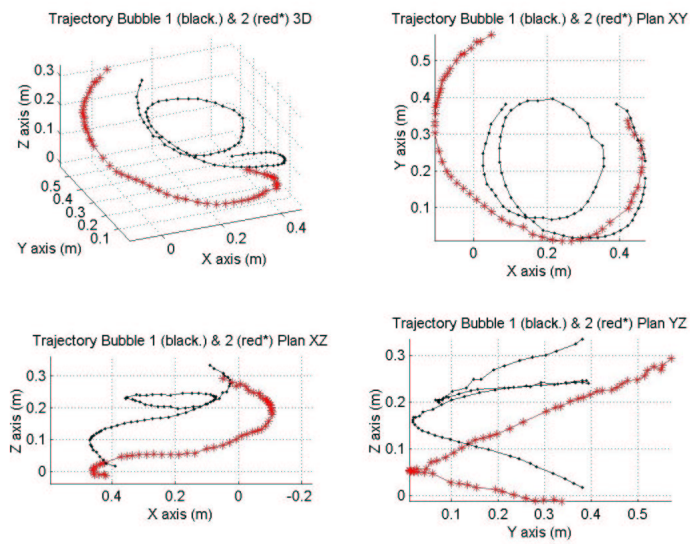 Trajectory Bubble 1 (black.) & 2 (red*) 3D
0.3
0.2
0.1
0
Z axis (m)
0.5
0.4
0.3
0.2
0.1
Y axis (m)
0
0.2
0.4
X axis (m)
Trajectory Bubble 1 (black.) & 2 (red*) Plan XY
0.5
0.4
0.3
0.2
0.1
Y axis (m)
0
0.2
0.4
X axis (m)
Trajectory Bubble 1 (black.) & 2 (red*) Plan XZ
0.3
0.2
0.1
0
Z axis (m)
0.4
0.2
0
-0.2
X axis (m)
Trajectory Bubble 1 (black.) & 2 (red*) Plan YZ
0.3
0.2
0.1
0
Z axis (m)
0.1
0.2
0.3
0.4
0.5
Y axis (m)